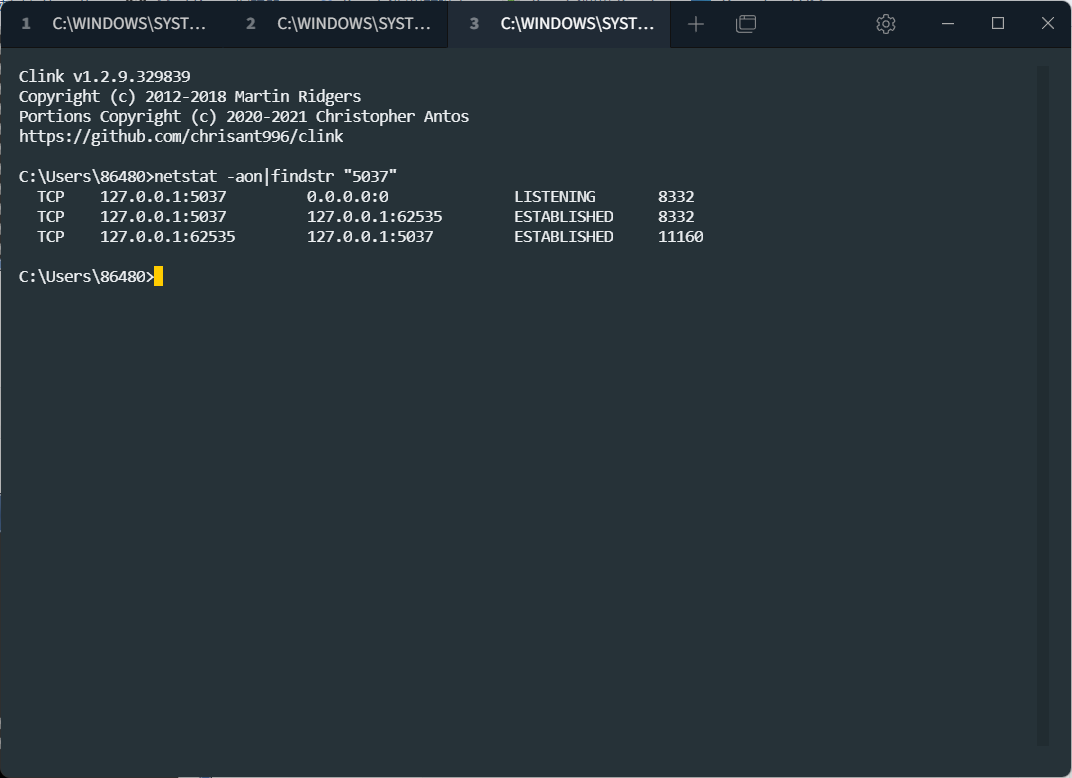 1 C:\WINDOWS\SYST... 2 C:\WINDOWS\SYST... 3 C:\WINDOWS\SYST...
Clink v1.2.9.329839
Copyright (c) 2012-2018 Martin Ridgers
Portions Copyright (c) 2020-2021 Christopher Antos
https://github.com/chrisant996/clink
C:\Users\86480>netstat -aon|findstr "5037"
TCP 127.0.0.1:5037 0.0.0.0:0 LISTENING 8332
TCP 127.0.0.1:5037 127.0.0.1:62535 ESTABLISHED 8332
TCP 127.0.0.1:62535 127.0.0.1:5037 ESTABLISHED 11160
C:\Users\86480>